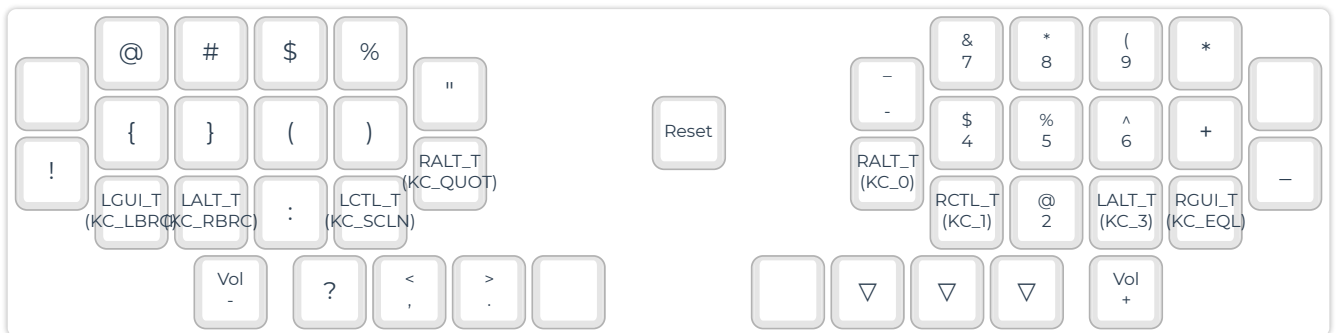 @ # $ % & * ( *
7 8 9
" _
-
{ } ( ) Reset $ % ^ +
4 5 6
! RALT_T RALT_T _
(KC_QUOT) (KC_0)
LGUI_T LALT_T : LCTL_T RCTL_T @ LALT_T RGUI_T
(KC_LBRC) (KC_RBRC) (KC_SCLN) (KC_1) 2 (KC_3) (KC_EQL)
Vol ? < > ▽ ▽ ▽ Vol
- , . +